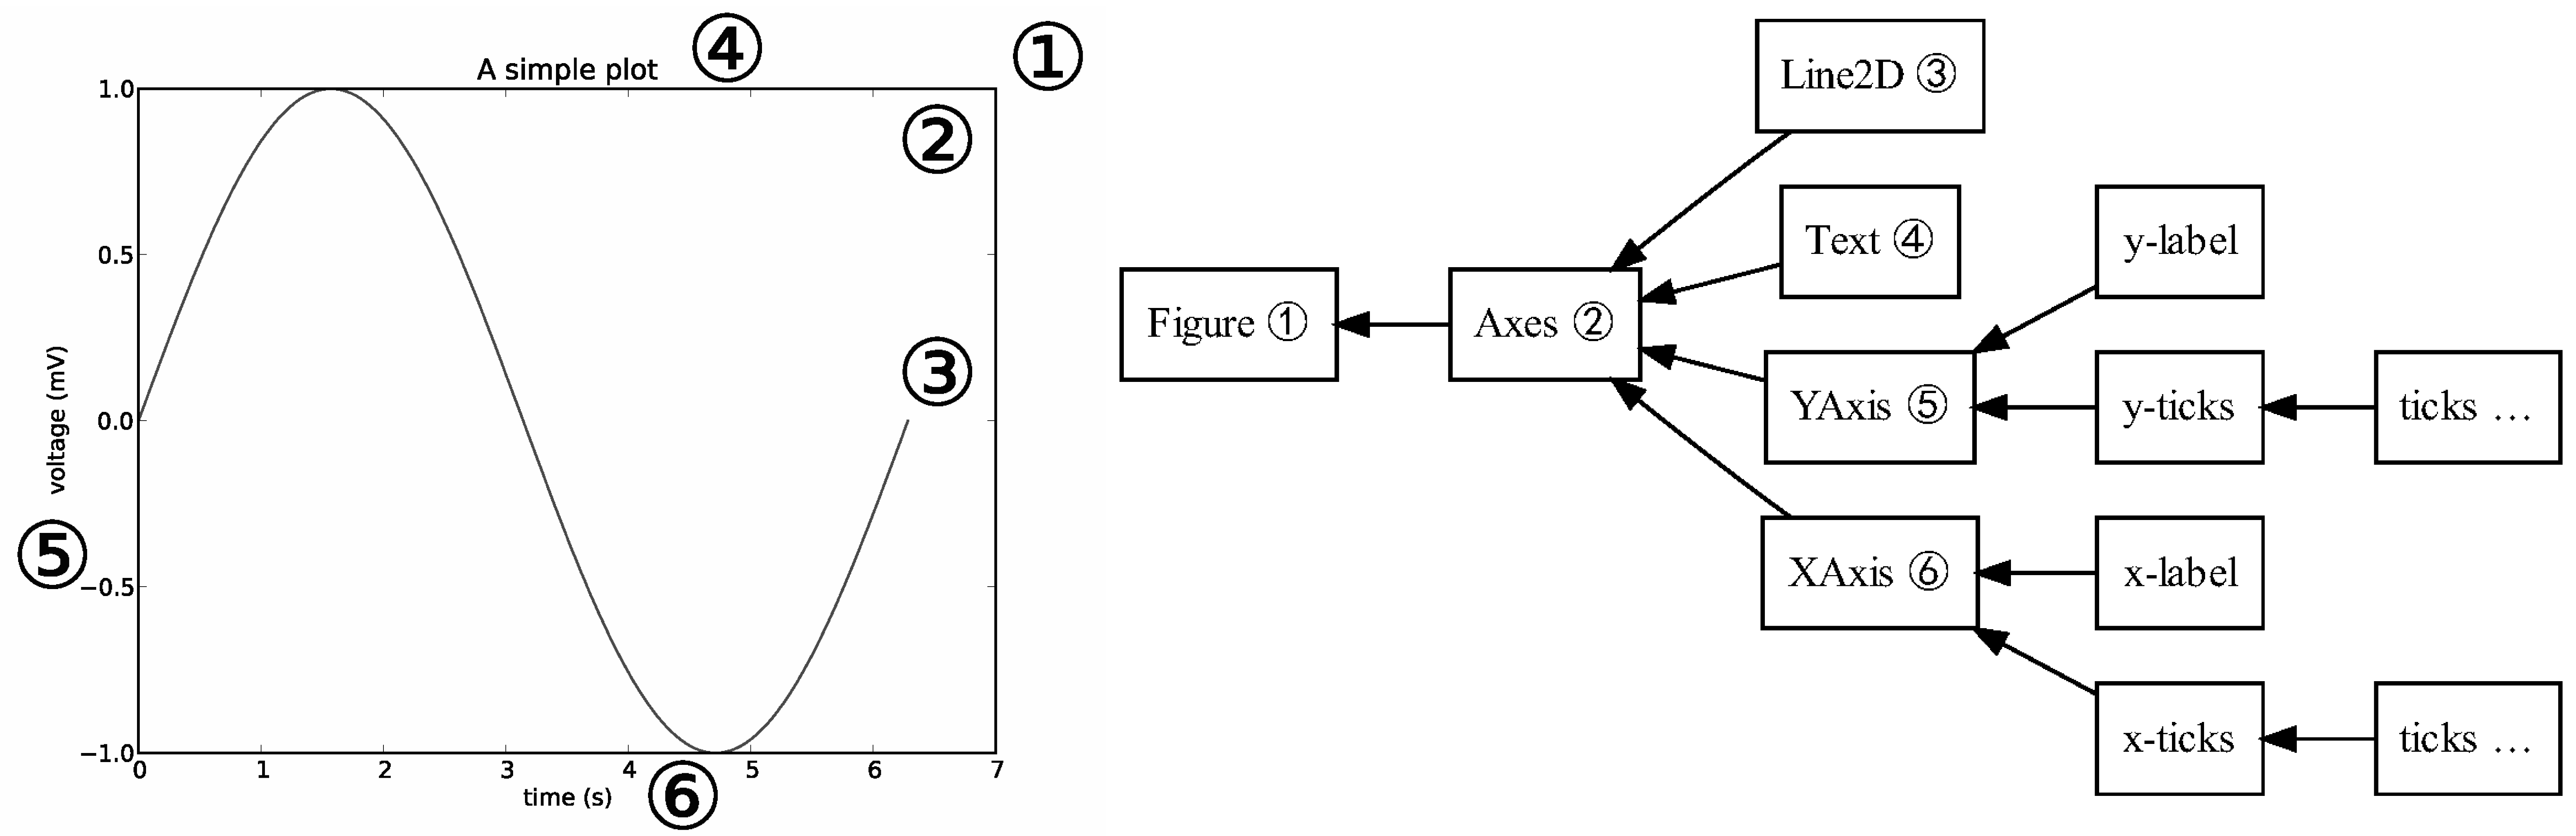 ④
①
A simple plot
1.0
②
0.5
voltage (mV)
③
0.0
⑤
−0.5
−1.0
0 1 2 3 4 5 6 7
time (s) ⑥
Line2D ③
Text ④
y-label
Figure ①
Axes ②
YAxis ⑤
y-ticks
ticks …
XAxis ⑥
x-label
x-ticks
ticks …